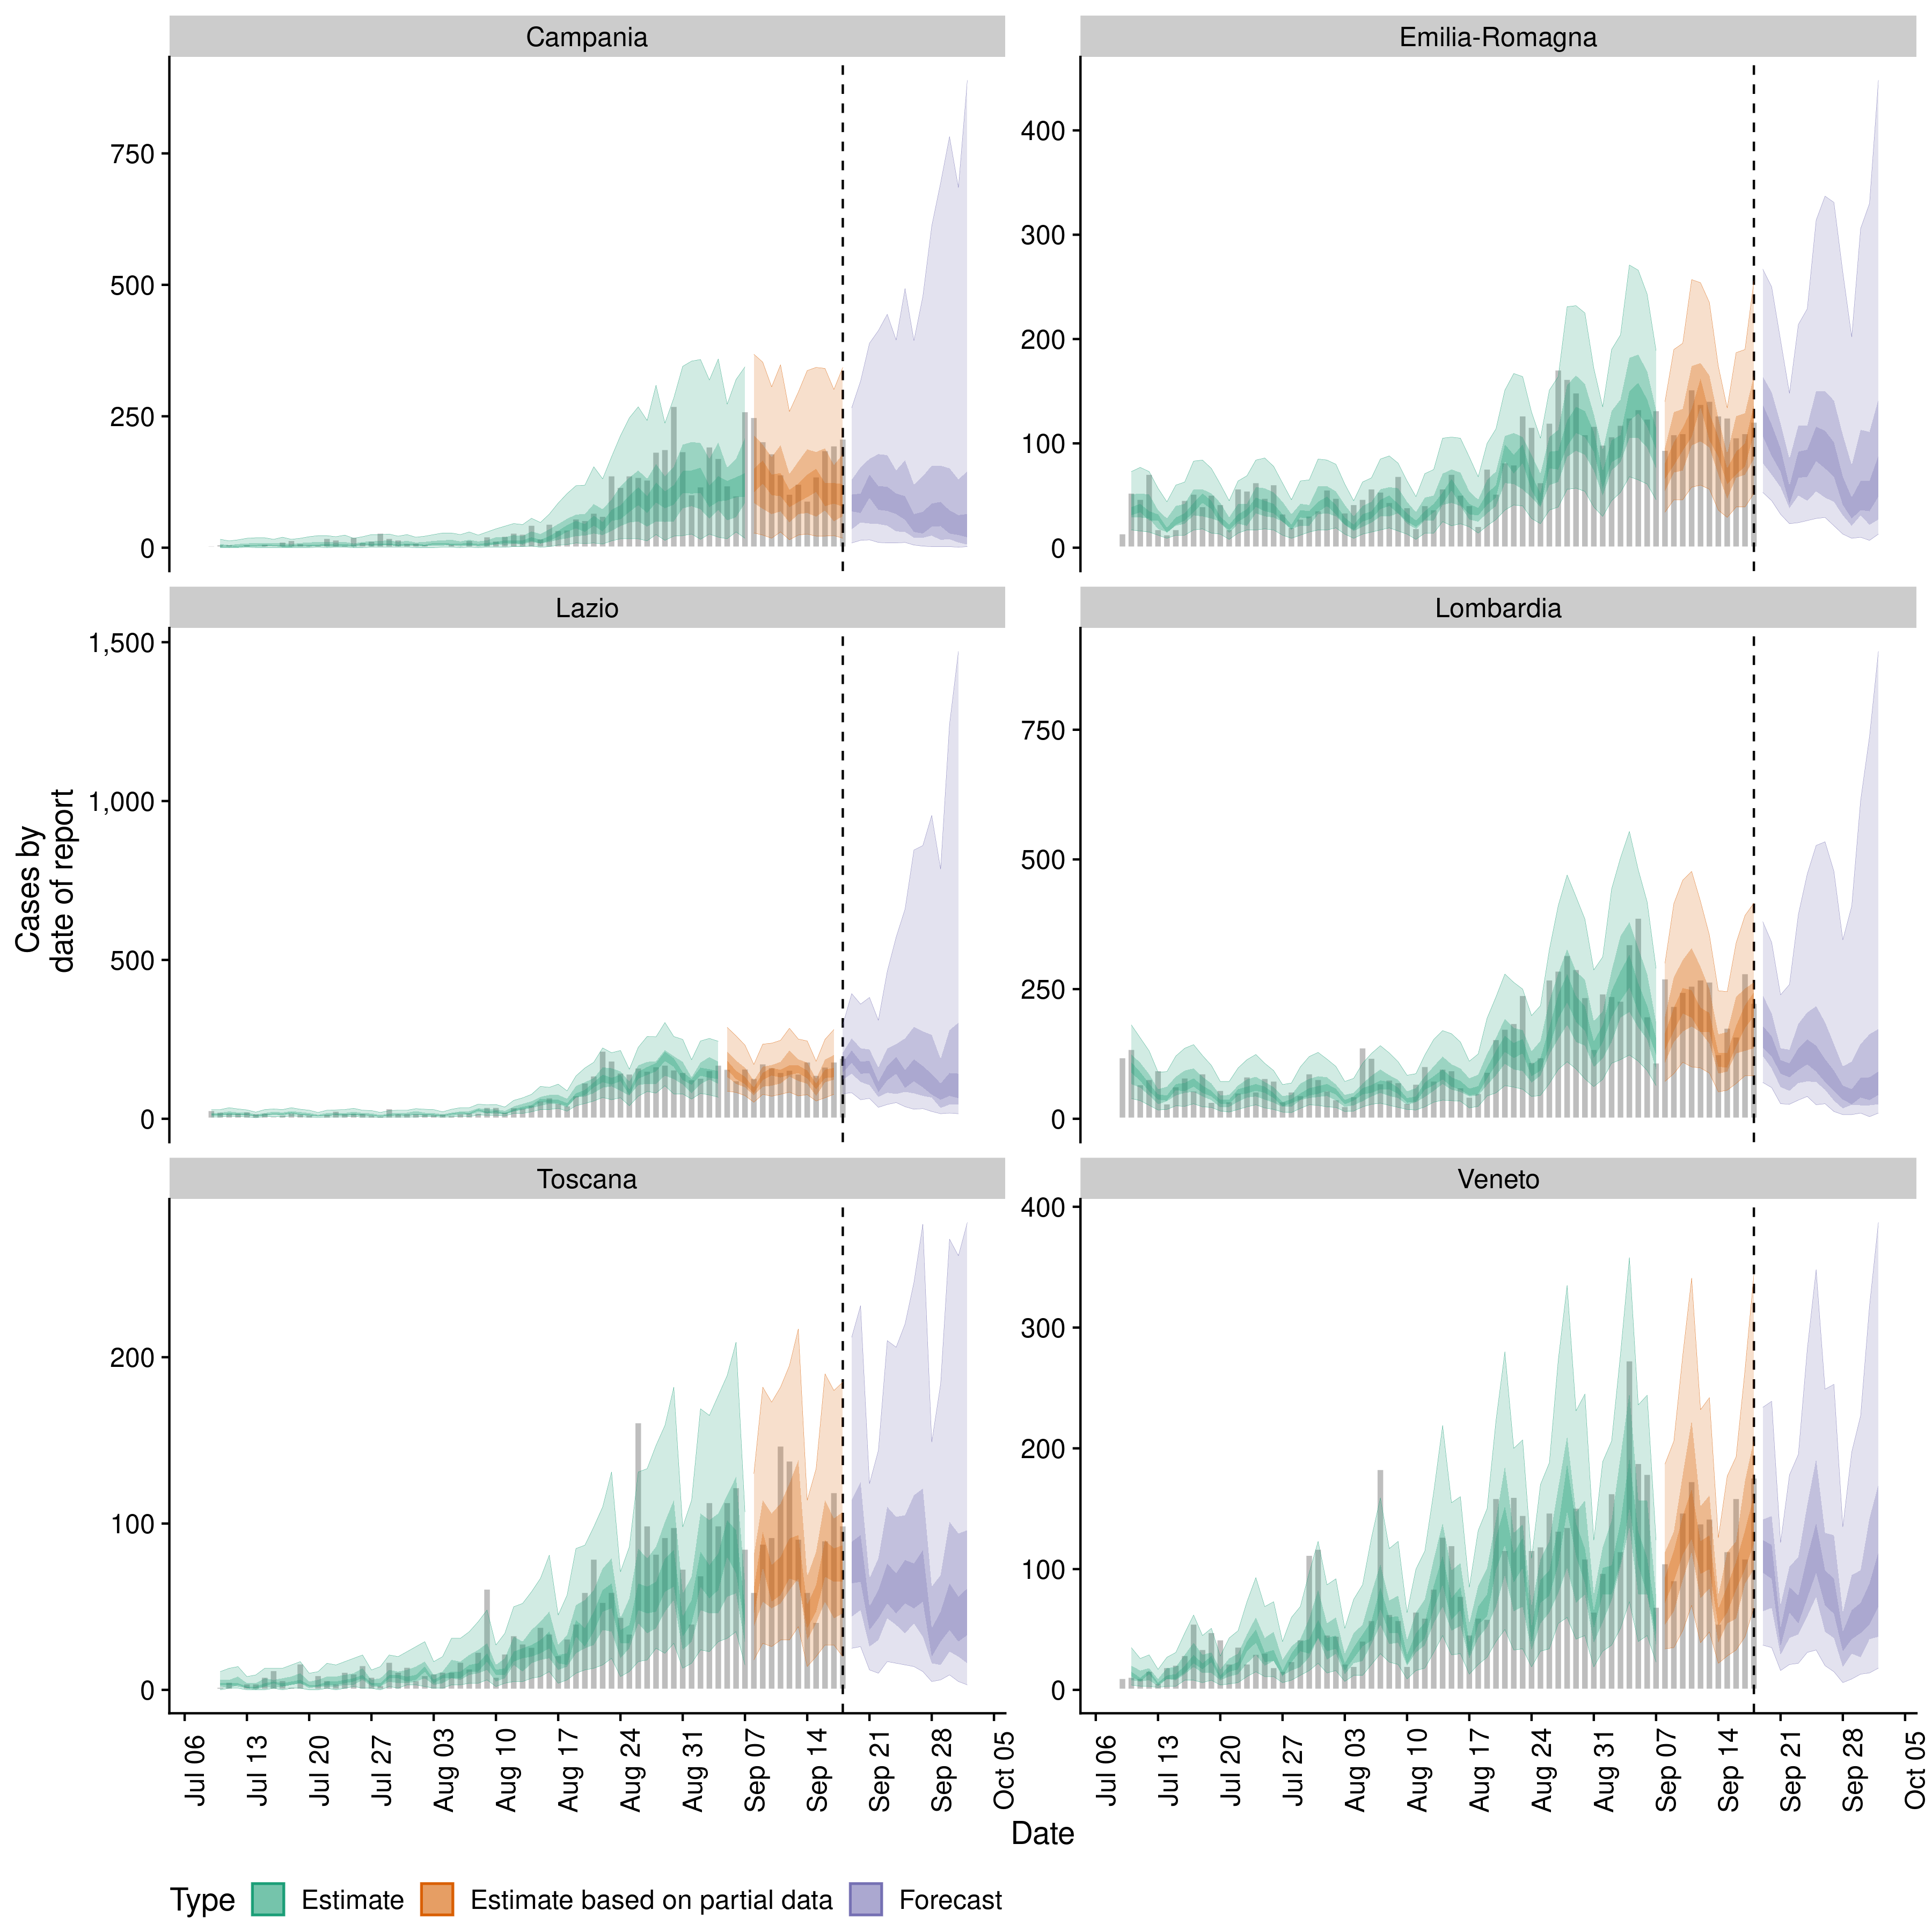 Campania
Emilia-Romagna
750
500
250
0
400
300
200
100
0
Lazio
Lombardia
1,500
1,000
500
0
750
500
250
0
Toscana
Veneto
200
100
0
400
300
200
100
0
Cases by
date of report
Jul 06
Jul 13
Jul 20
Jul 27
Aug 03
Aug 10
Aug 17
Aug 24
Aug 31
Sep 07
Sep 14
Sep 21
Sep 28
Oct 05
Jul 06
Jul 13
Jul 20
Jul 27
Aug 03
Aug 10
Aug 17
Aug 24
Aug 31
Sep 07
Sep 14
Sep 21
Sep 28
Oct 05
Date
Type Estimate Estimate based on partial data Forecast